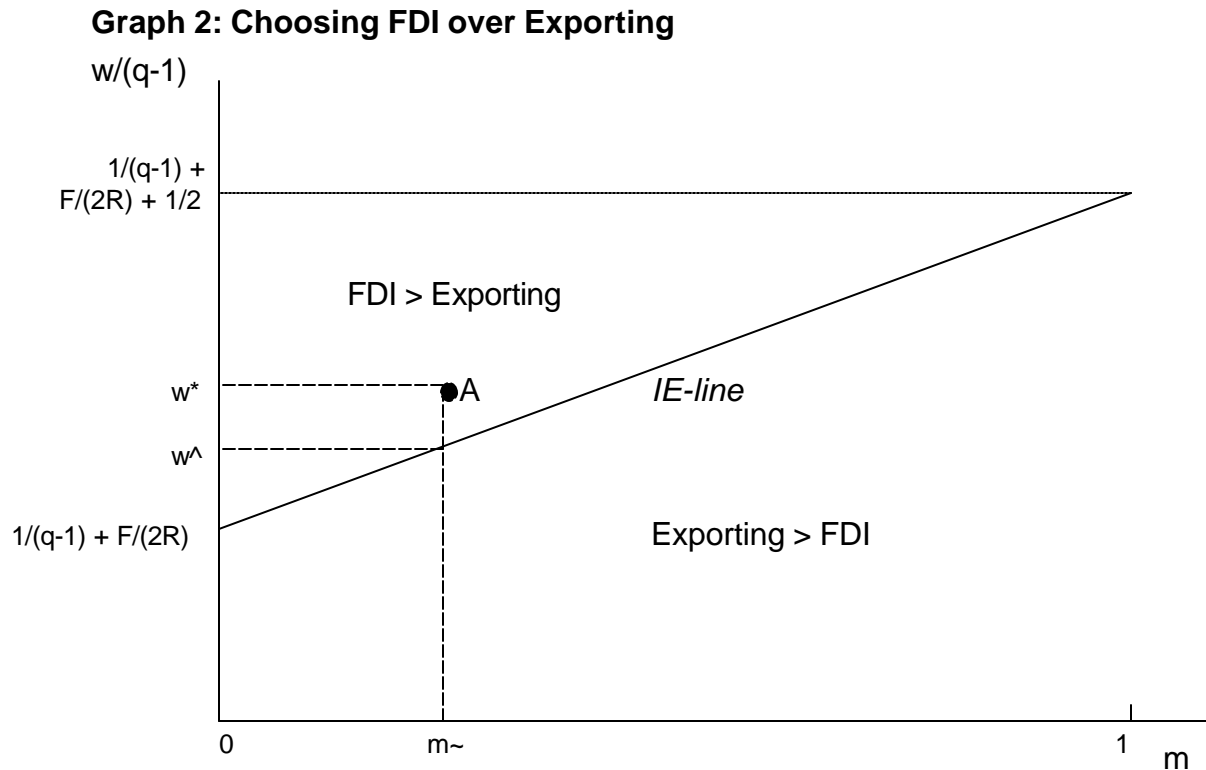 Graph 2: Choosing FDI over Exporting
w/(q-1)
1/(q-1) +
F/(2R) + 1/2
FDI > Exporting
w*
A
IE-line
w^
1/(q-1) + F/(2R)
Exporting > FDI
0
m~
1
m